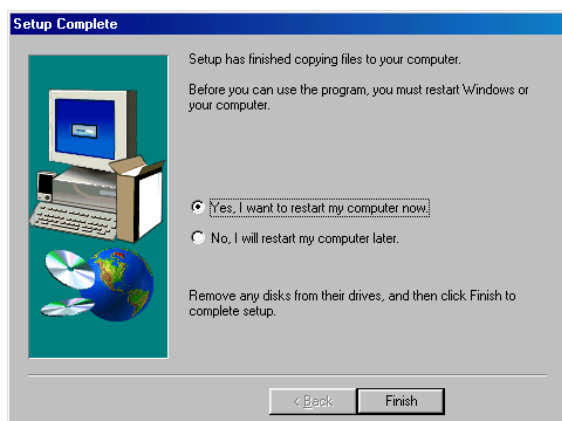 Setup Complete
Setup has finished copying files to your computer.
Before you can use the program, you must restart Windows or
your computer.
Yes, I want to restart my computer now.
No, I will restart my computer later.
Remove any disks from their drives, and then click Finish to
complete setup.
< Back
Finish